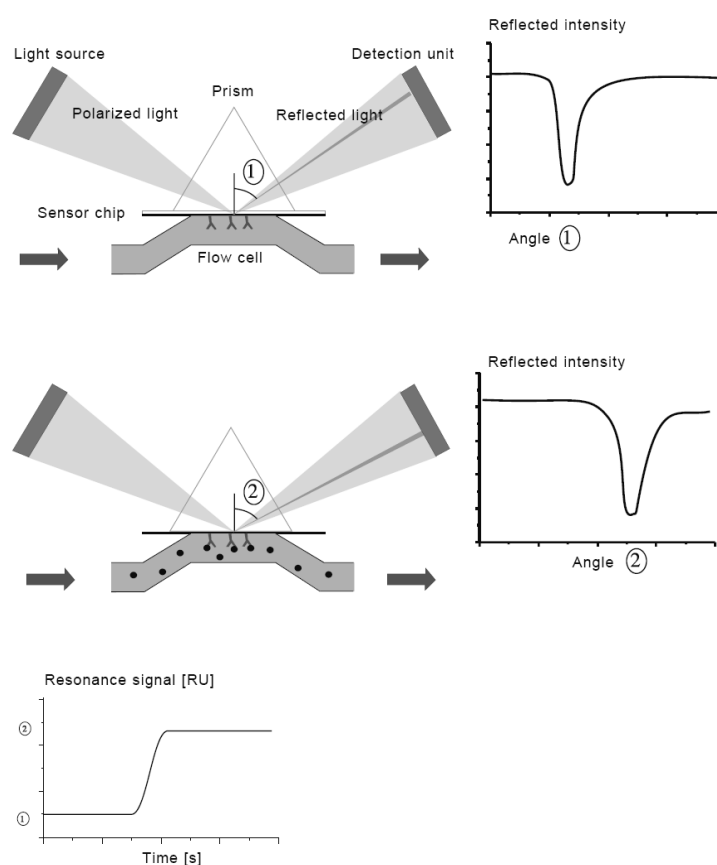 Light source
Detection unit
Reflected intensity
Prism
Polarized light
Reflected light
①
Sensor chip
Flow cell
Angle ①
Reflected intensity
②
Angle ②
Resonance signal [RU]
②
①
Time [s]